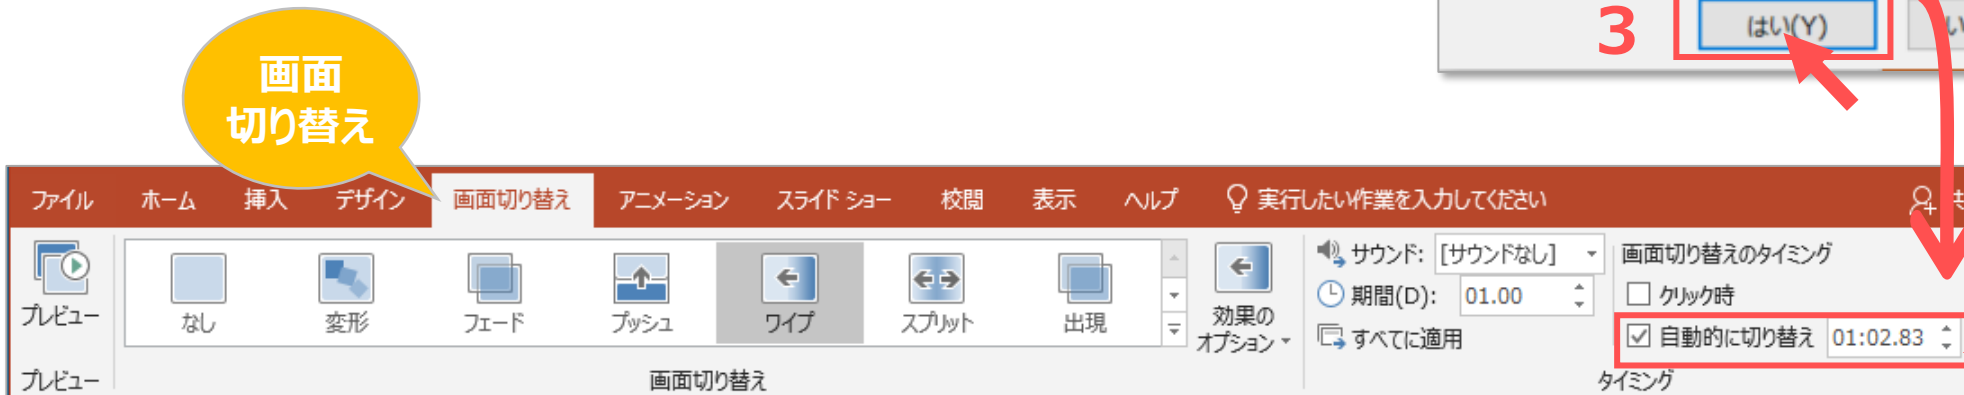 3
はい(Y)
画面
切り替え
ファイル ホーム 挿入 デザイン 画面切り替え アニメーション スライド ショー 校閲 表示 ヘルプ 実行したい作業を入力してください
プレビュー
なし 変形 フェード プッシュ ワイプ スプリット 出現
効果の
オプション
サウンド: [サウンドなし]
期間(D): 01.00
すべてに適用
画面切り替えのタイミング
クリック時
自動的に切り替え 01:02.83
プレビュー 画面切り替え タイミング